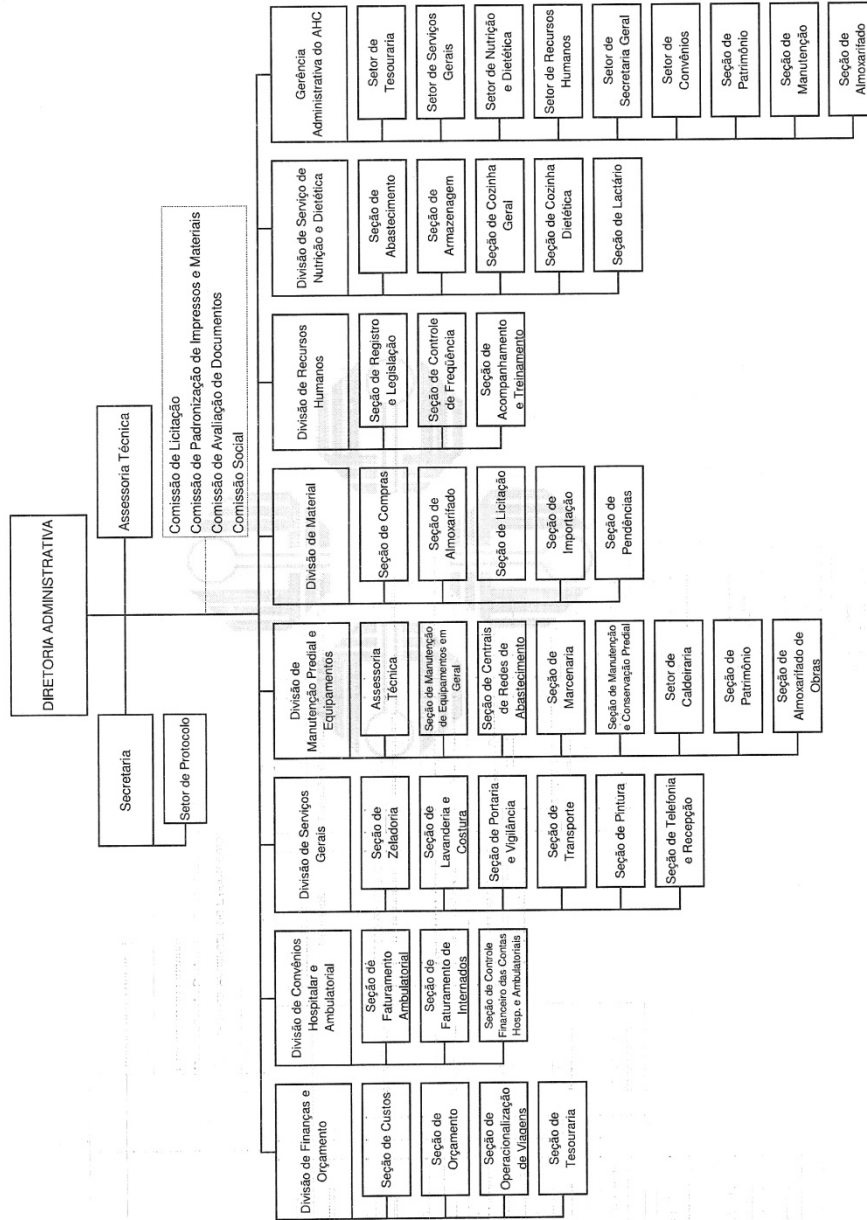 DIRETORIA ADMINISTRATIVA
Secretaria
Setor de Protocolo
Assessoria Técnica
Comissão de Licitação
Comissão de Padronização de Impressos e Materiais
Comissão de Avaliação de Documentos
Comissão Social
Divisão de Finanças e
Orçamento
Seção de Custos
Seção de
Orçamento
Seção de
Operacionalização
de Viagens
Seção de
Tesouraria
Divisão de Convênios
Hospitalar e
Ambulatorial
Seção de
Faturamento
Ambulatorial
Seção de
Faturamento de
Internados
Seção de Controle
Financeiro das Contas
Hosp. e Ambulatoriais
Divisão de Serviços
Gerais
Seção de
Zeladoria
Seção de
Lavanderia e
Costura
Seção de Portaria
e Vigilância
Seção de
Transporte
Seção de Pintura
Seção de Telefonia
e Recepção
Divisão de
Manutenção Predial e
Equipamentos
Assessoria
Técnica
Seção de Manutenção
de Equipamentos em
Geral
Seção de Centrais
de Redes de
Abastecimento
Seção de
Marcenaria
Seção de Manutenção
e Conservação Predial
Setor de
Caldeiraria
Seção de
Patrimônio
Seção de
Almoxarifado de
Obras
Divisão de Material
Seção de Compras
Seção de
Almoxarifado
Seção de Licitação
Seção de
Importação
Seção de
Pendências
Divisão de Recursos
Humanos
Seção de Registro
e Legislação
Seção de Controle
de Freqüência
Seção de
Acompanhamento
e Treinamento
Divisão de Serviço de
Nutrição e Dietética
Seção de
Abastecimento
Seção de
Armazenagem
Seção de Cozinha
Geral
Seção de Cozinha
Dietética
Seção de Lactário
Gerência
Administrativa do AHC
Setor de
Tesouraria
Setor de Serviços
Gerais
Setor de Nutrição
e Dietética
Setor de Recursos
Humanos
Setor de
Secretaria Geral
Setor de
Convênios
Seção de
Patrimônio
Seção de
Manutenção
Seção de
Almoxarifado